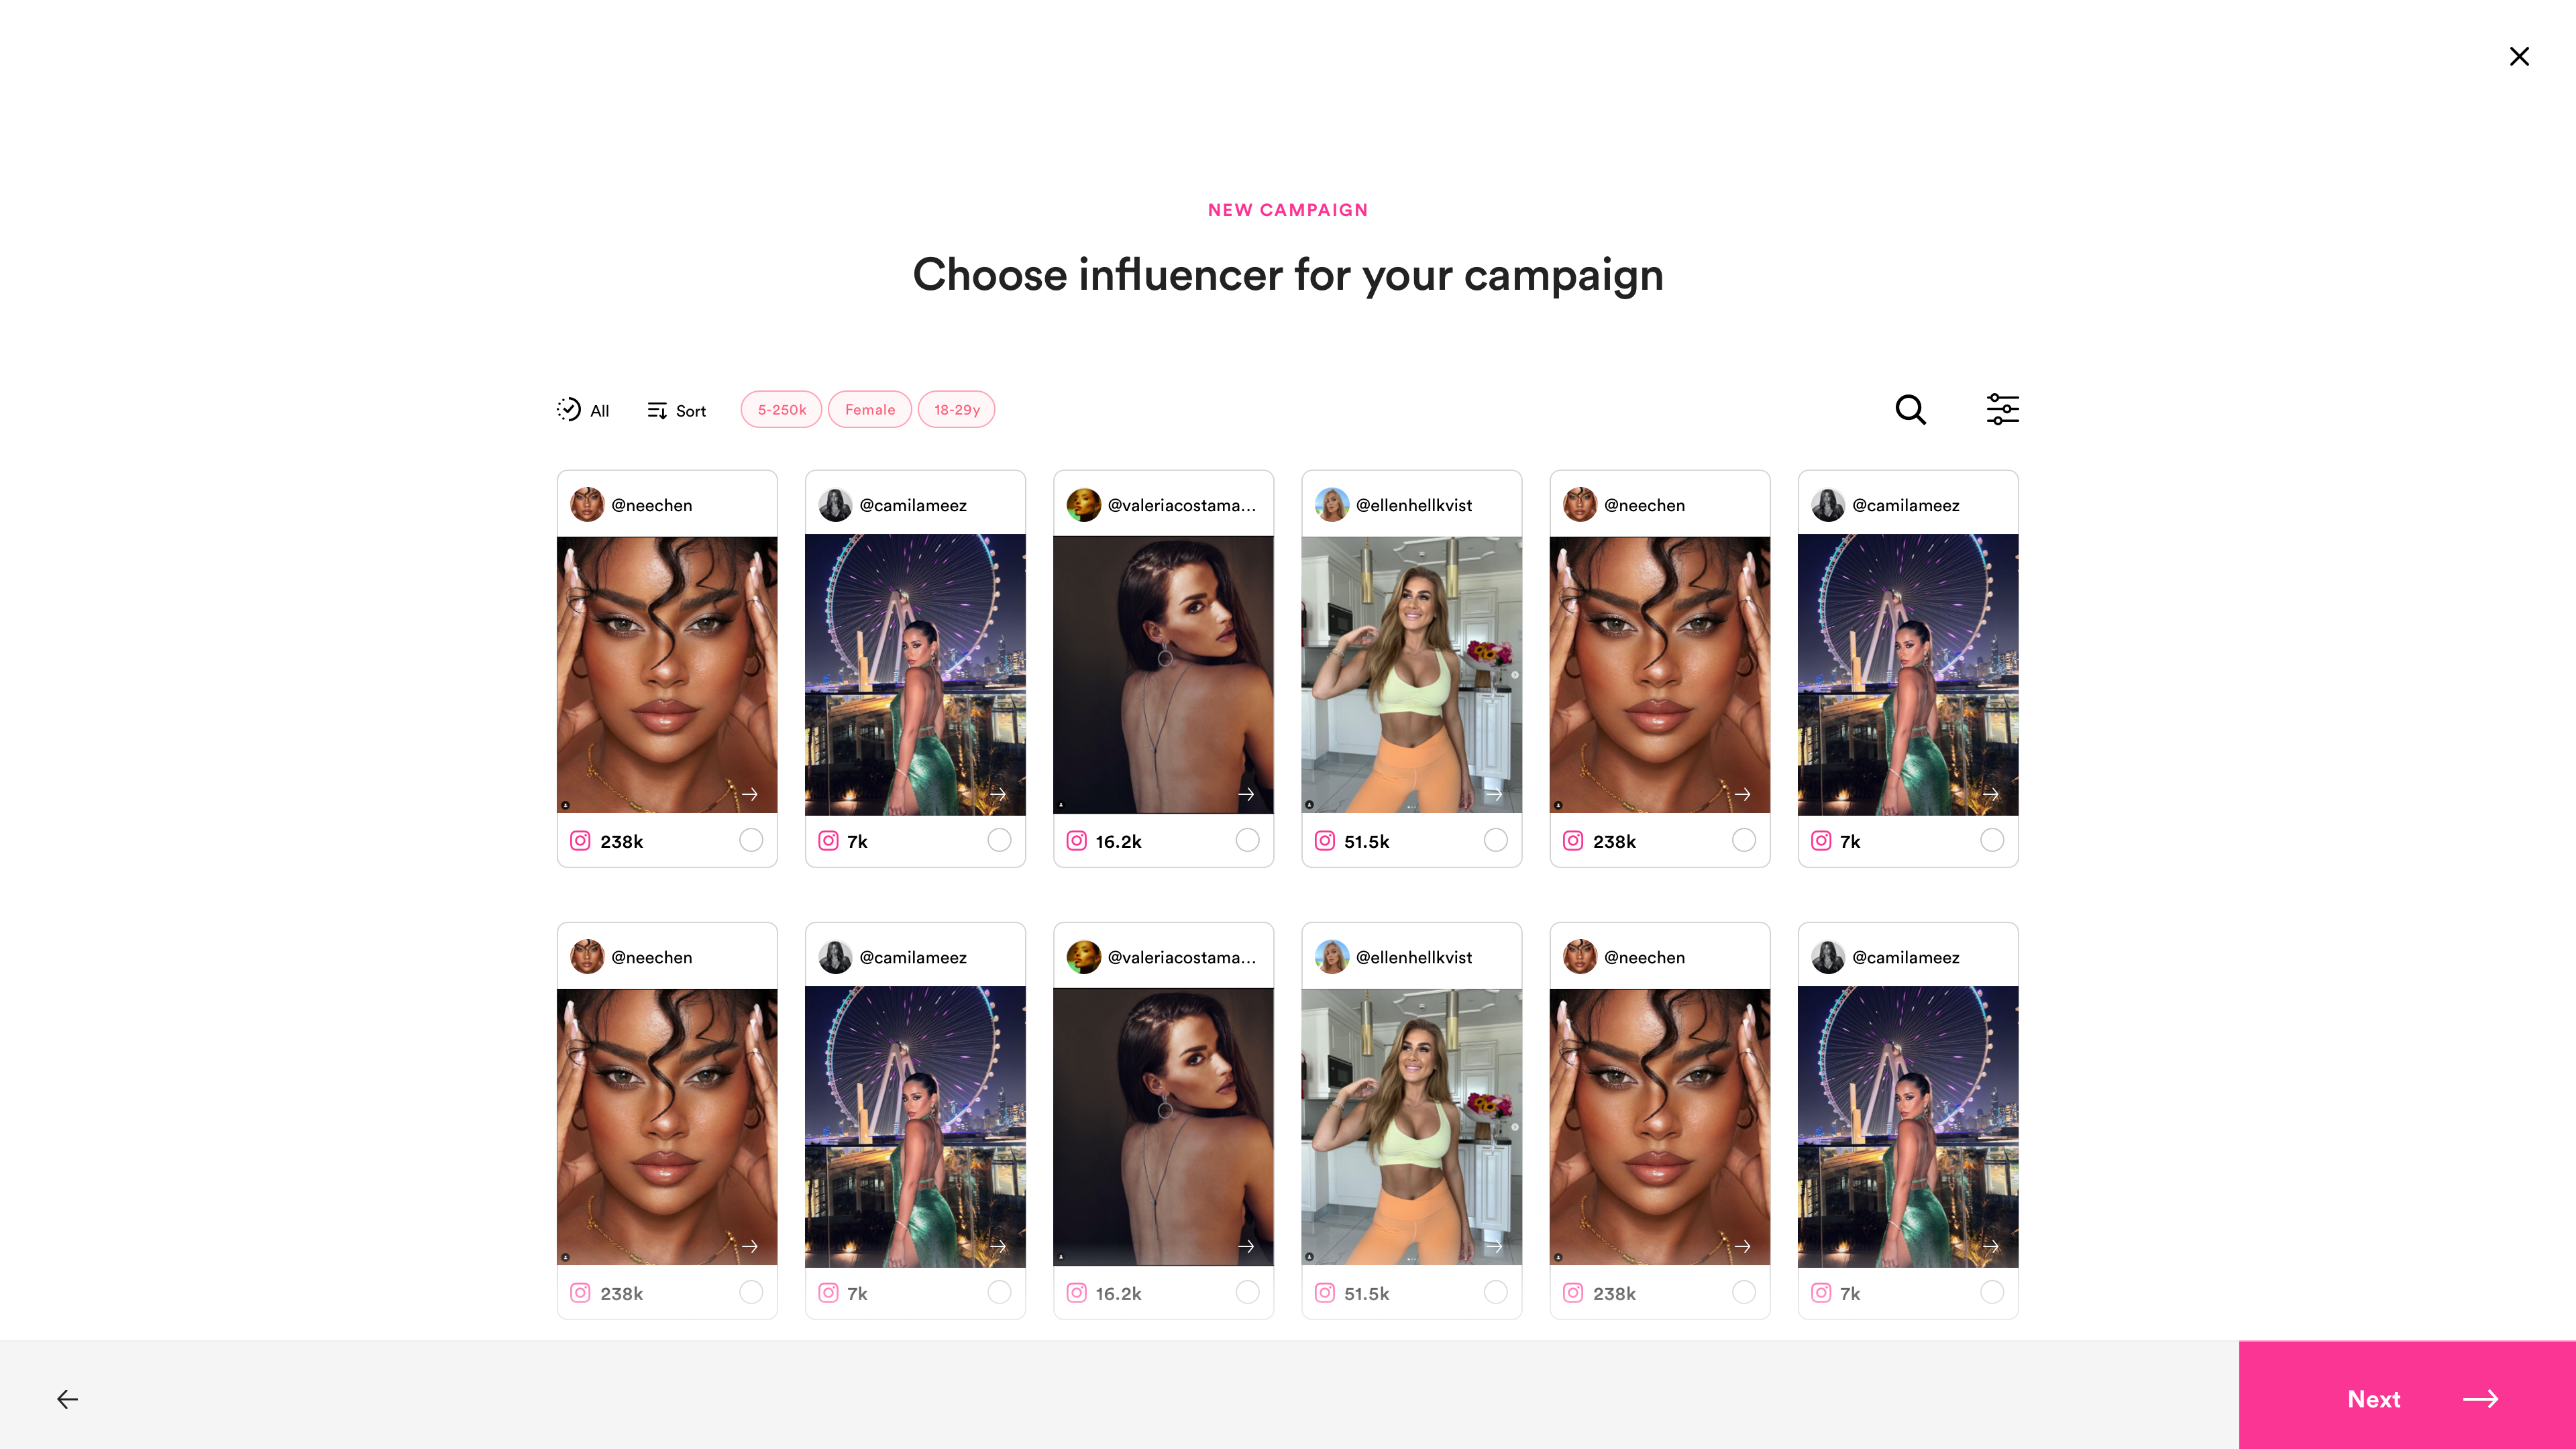 NEW CAMPAIGN
Choose influencer for your campaign
All Sort 5-250k Female 18-29y
@neechen @camilameez @valeriacostama... @ellenhellkvist @neechen @camilameez
238k 7k 16.2k 51.5k 238k 7k
@neechen @camilameez @valeriacostama... @ellenhellkvist @neechen @camilameez
238k 7k 16.2k 51.5k 238k 7k
Next